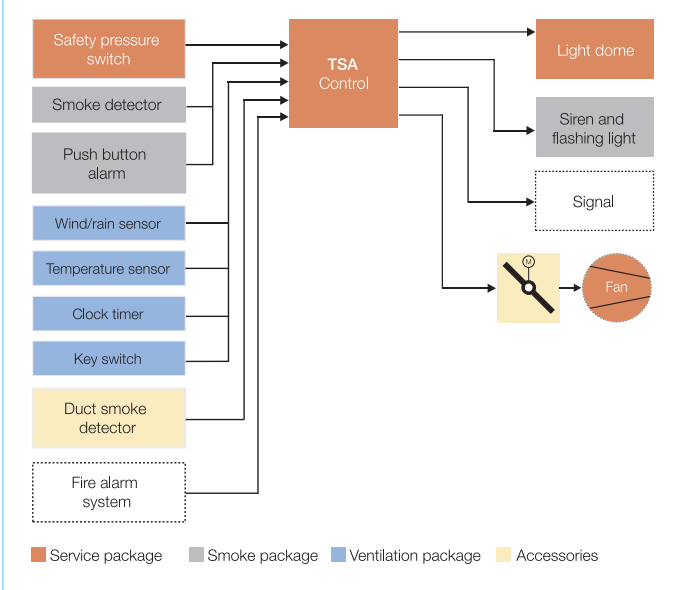 Safety pressure
switch
Smoke detector
Push button
alarm
Wind/rain sensor
Temperature sensor
Clock timer
Key switch
Duct smoke
detector
Fire alarm
system
TSA
Control
Light dome
Siren and
flashing light
Signal
M
Fan
Service package
Smoke package
Ventilation package
Accessories